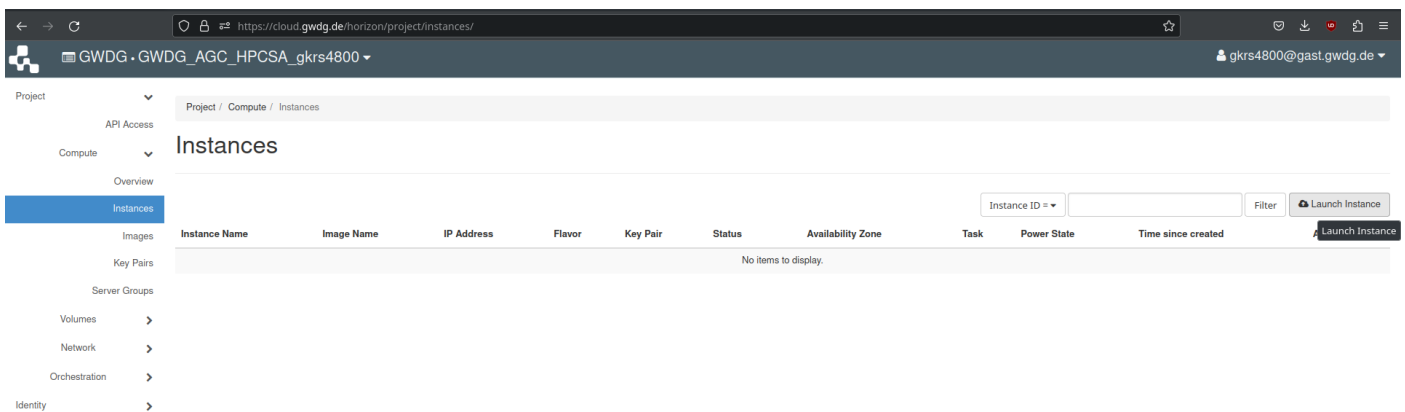 https://cloud.gwdg.de/horizon/project/instances/
GWDG • GWDG_AGC_HPCSA_gkrs4800
gkrs4800@gast.gwdg.de
Project
API Access
Compute
Overview
Instances
Images
Key Pairs
Server Groups
Volumes
Network
Orchestration
Identity
Project / Compute / Instances
Instances
Instance ID = Filter Launch Instance
Instance Name Image Name IP Address Flavor Key Pair Status Availability Zone Task Power State Time since created
Launch Instance
No items to display.